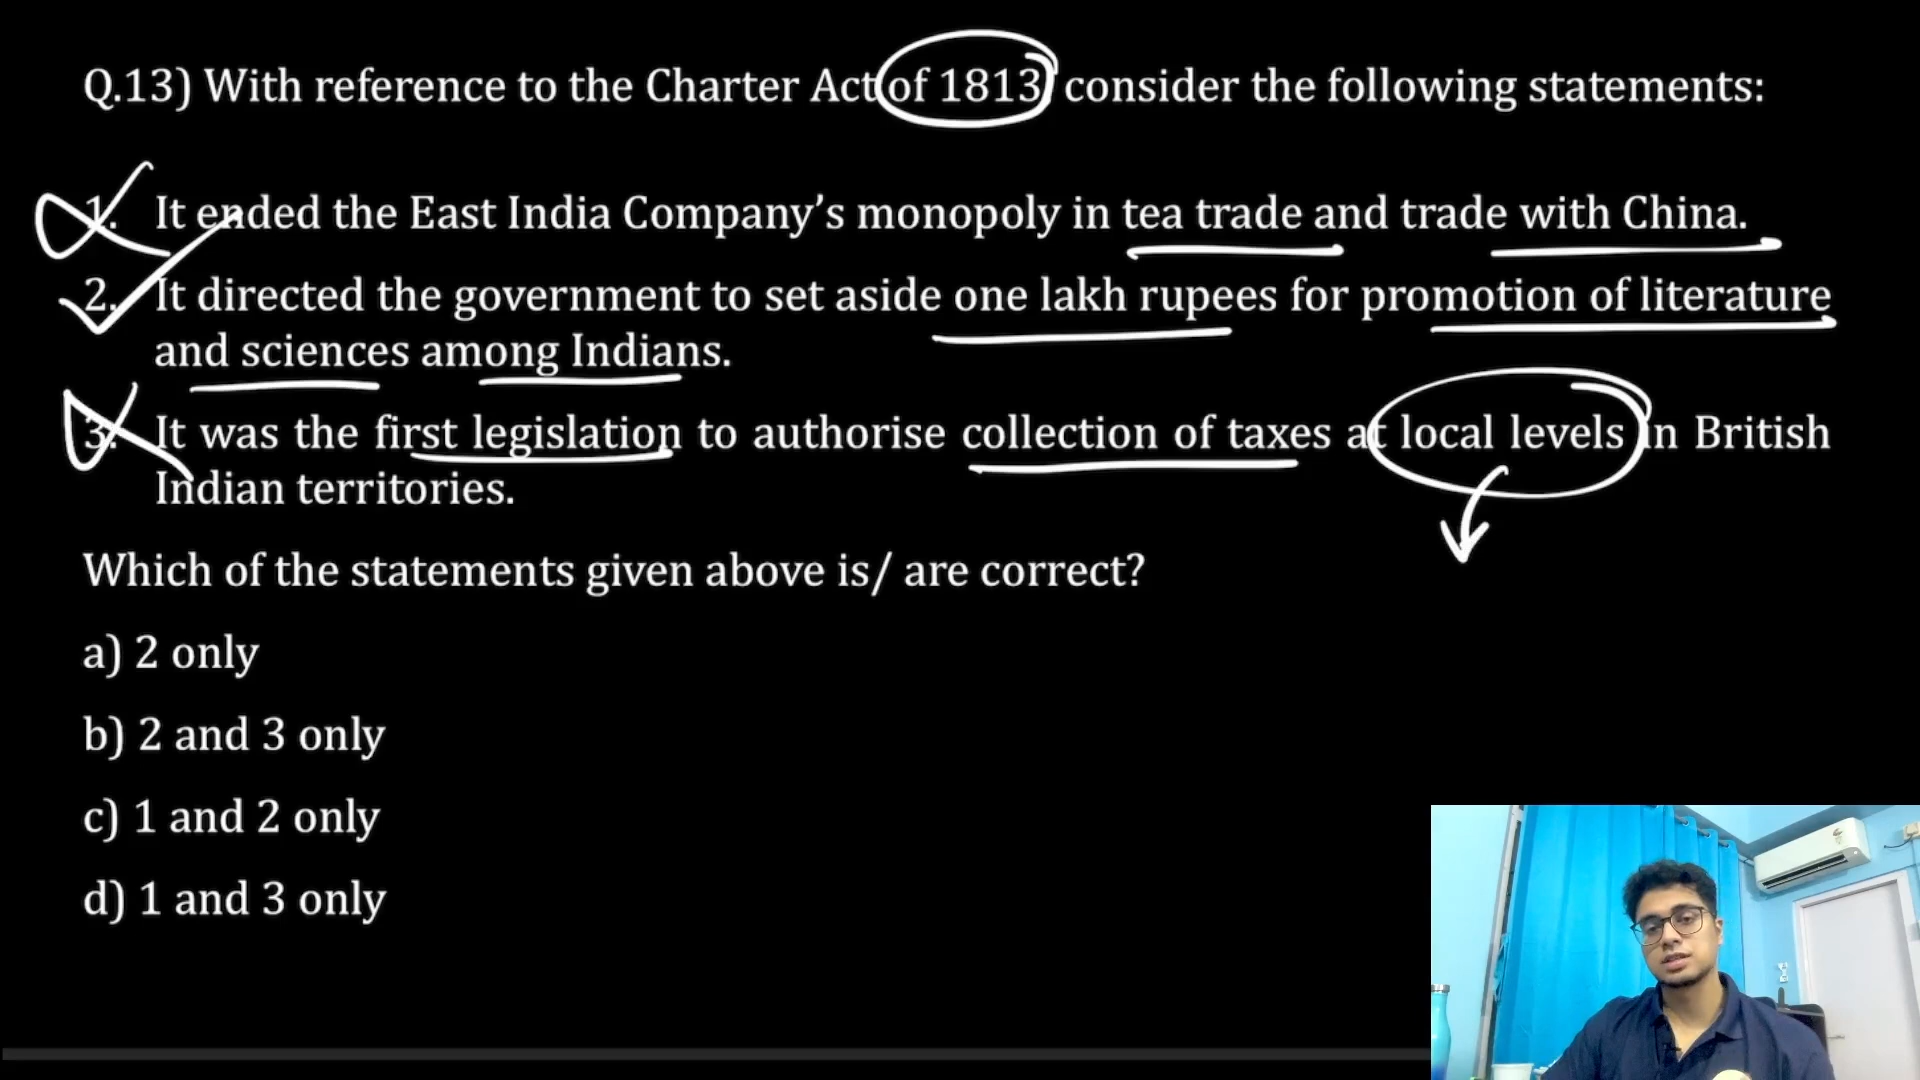 Q.13) With reference to the Charter Act of 1813, consider the following statements:
1. It ended the East India Company’s monopoly in tea trade and trade with China.
2. It directed the government to set aside one lakh rupees for promotion of literature
and sciences among Indians.
3. It was the first legislation to authorise collection of taxes at local levels in British
Indian territories.
Which of the statements given above is/ are correct?
a) 2 only
b) 2 and 3 only
c) 1 and 2 only
d) 1 and 3 only